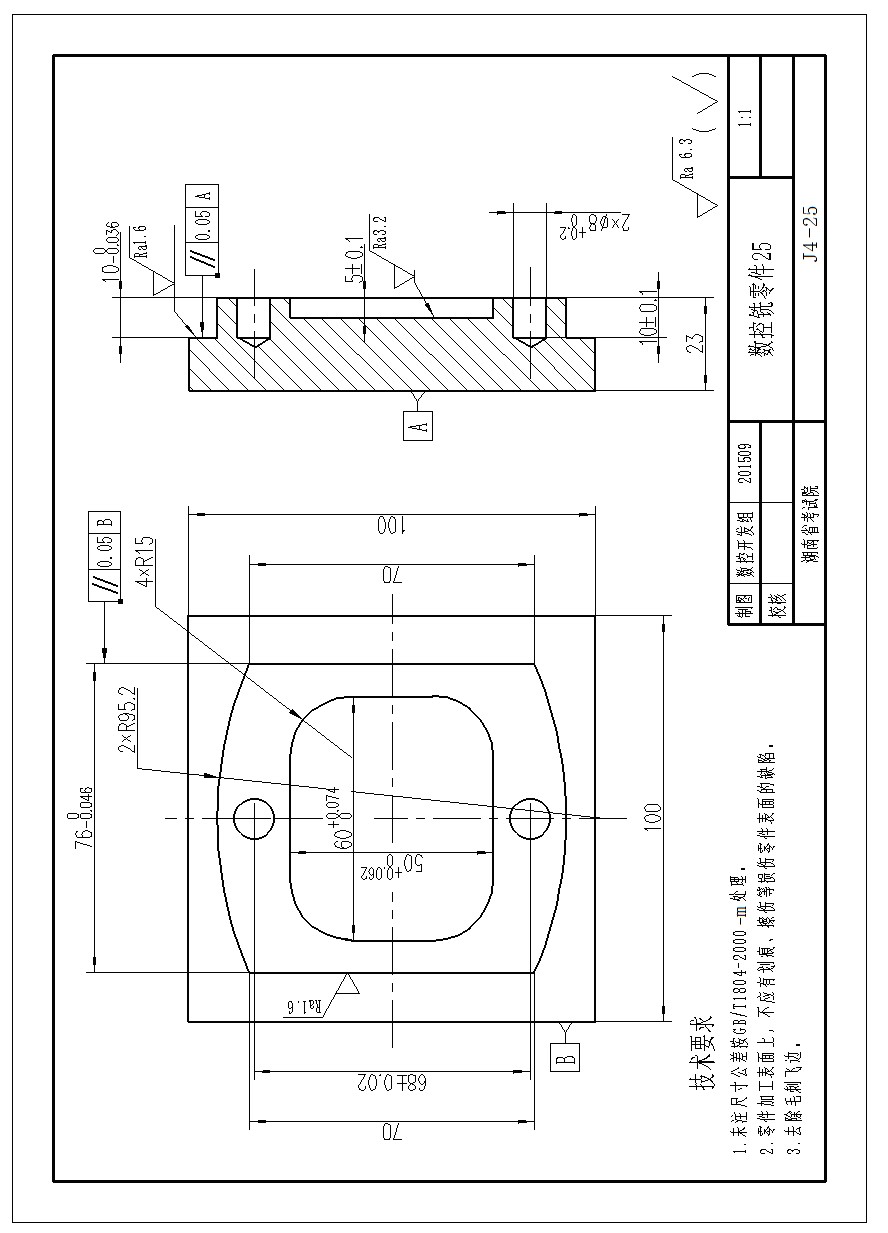 // 0.05 B
76 0 -0.046
2×R95.2
4×R15
100
70
60 +0.074 0
50 +0.062 0
100
Ra1.6
68±0.02
70
B
10 0 -0.036
Ra1.6
// 0.05 A
5±0.1
Ra3.2
2×φ8 +0.2 0
10±0.1
23
A
Ra 6.3 (√)
技术要求
1.未注尺寸公差按GB/T1804-2000-m处理。
2.零件加工表面上,不应有划痕、擦伤等损伤零件表面的缺陷。
3.去除毛刺飞边。
制图 数控开发组 201509 数控铣零件25 1:1
校核
湖南省考试院 J4-25